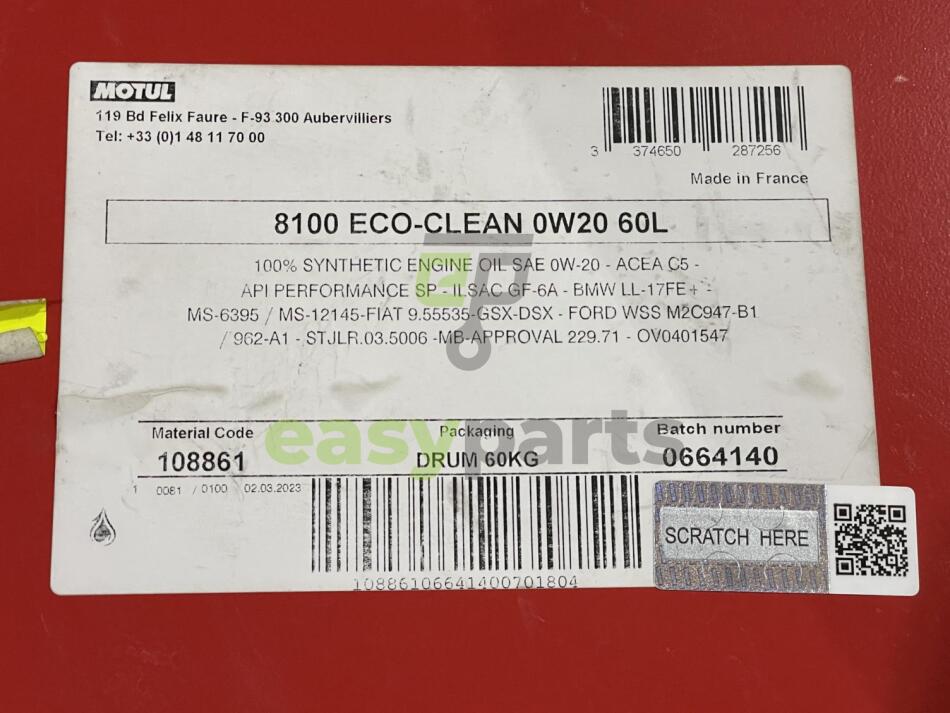 MOTUL
119 Bd Felix Faure - F-93 300 Aubervilliers
Tel: +33 (0)1 48 11 70 00
3 374650 287256
Made in France
8100 ECO-CLEAN 0W20 60L
100% SYNTHETIC ENGINE OIL SAE 0W-20 - ACEA C5 -
API PERFORMANCE SP - ILSAC GF-6A - BMW LL-17FE+ -
MS-6395 / MS-12145-FIAT 9.55535-GSX-DSX - FORD WSS M2C947-B1
/ 962-A1 - STJLR.03.5006 -MB-APPROVAL 229.71 - OV0401547
easyparts
Material Code Packaging Batch number
108861 DRUM 60KG 0664140
1 0081 / 0100 02.03.2023
SCRATCH HERE
10886106641400701804